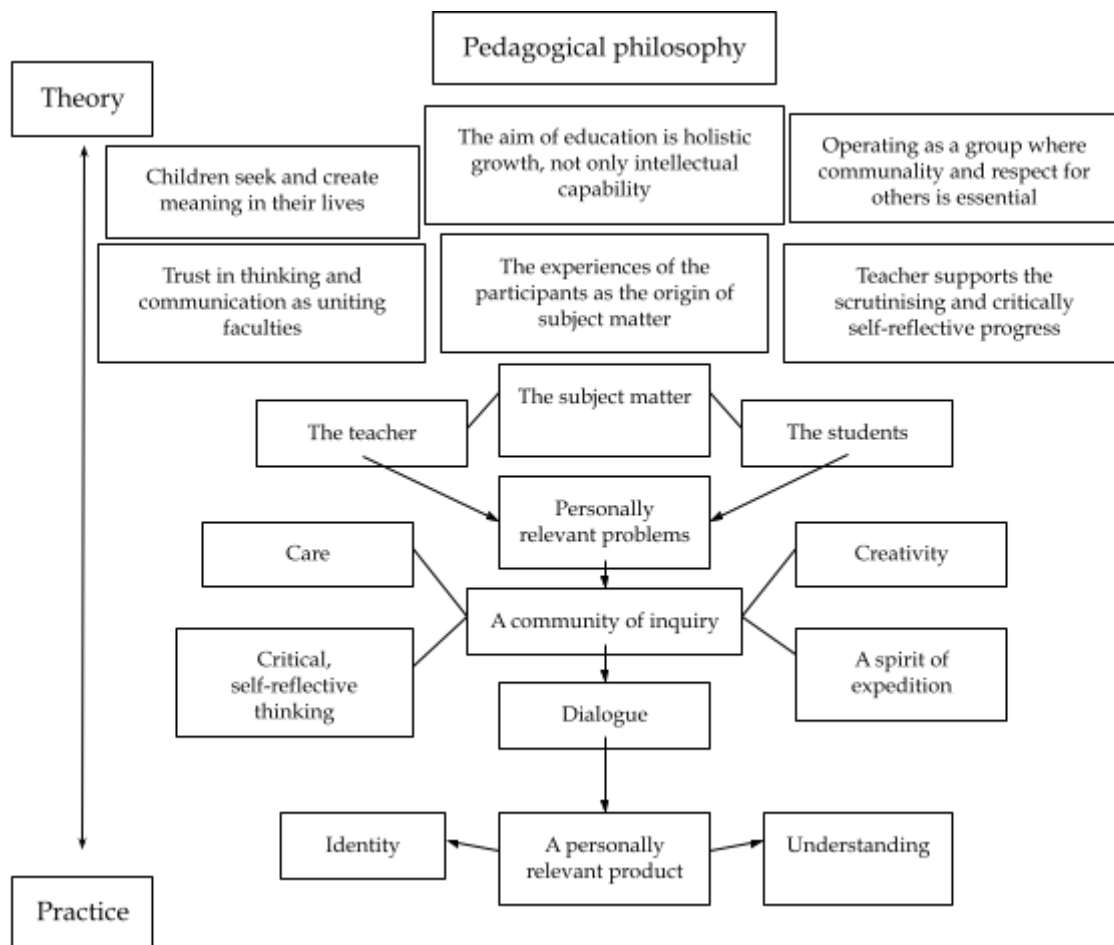 Pedagogical philosophy
Theory
Children seek and create
meaning in their lives
The aim of education is holistic
growth, not only intellectual
capability
Operating as a group where
communality and respect for
others is essential
Trust in thinking and
communication as uniting
faculties
The experiences of the
participants as the origin of
subject matter
Teacher supports the
scrutinising and critically
self-reflective progress
The subject matter
The teacher
The students
Personally
relevant problems
Care
Creativity
A community of inquiry
Critical,
self-reflective
thinking
A spirit of
expedition
Dialogue
Identity
A personally
relevant product
Understanding
Practice